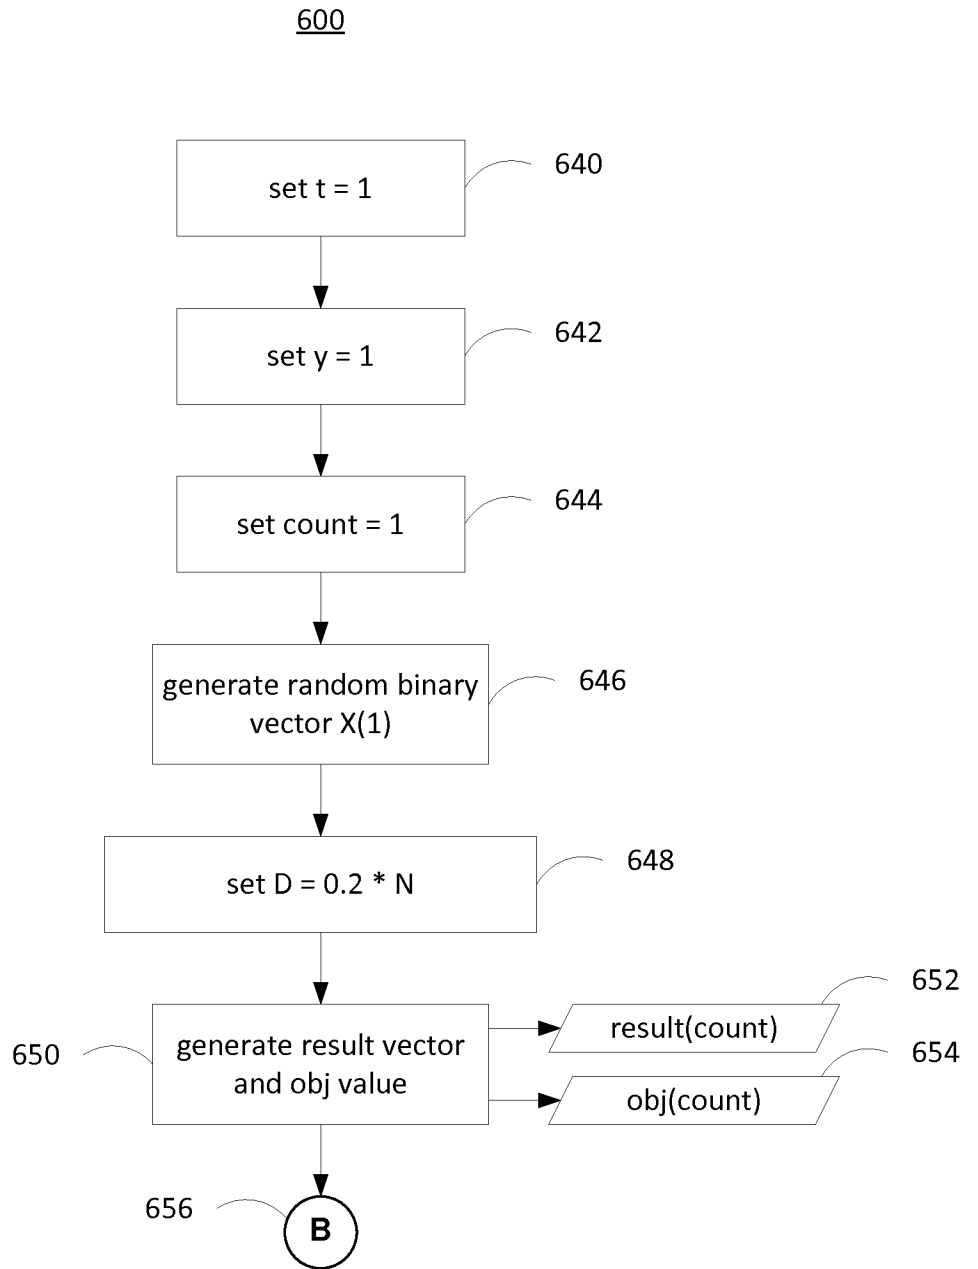 600
set t = 1
640
set y = 1
642
set count = 1
644
generate random binary
vector X(1)
646
set D = 0.2 * N
648
650
generate result vector
and obj value
result(count)
652
obj(count)
654
656
B